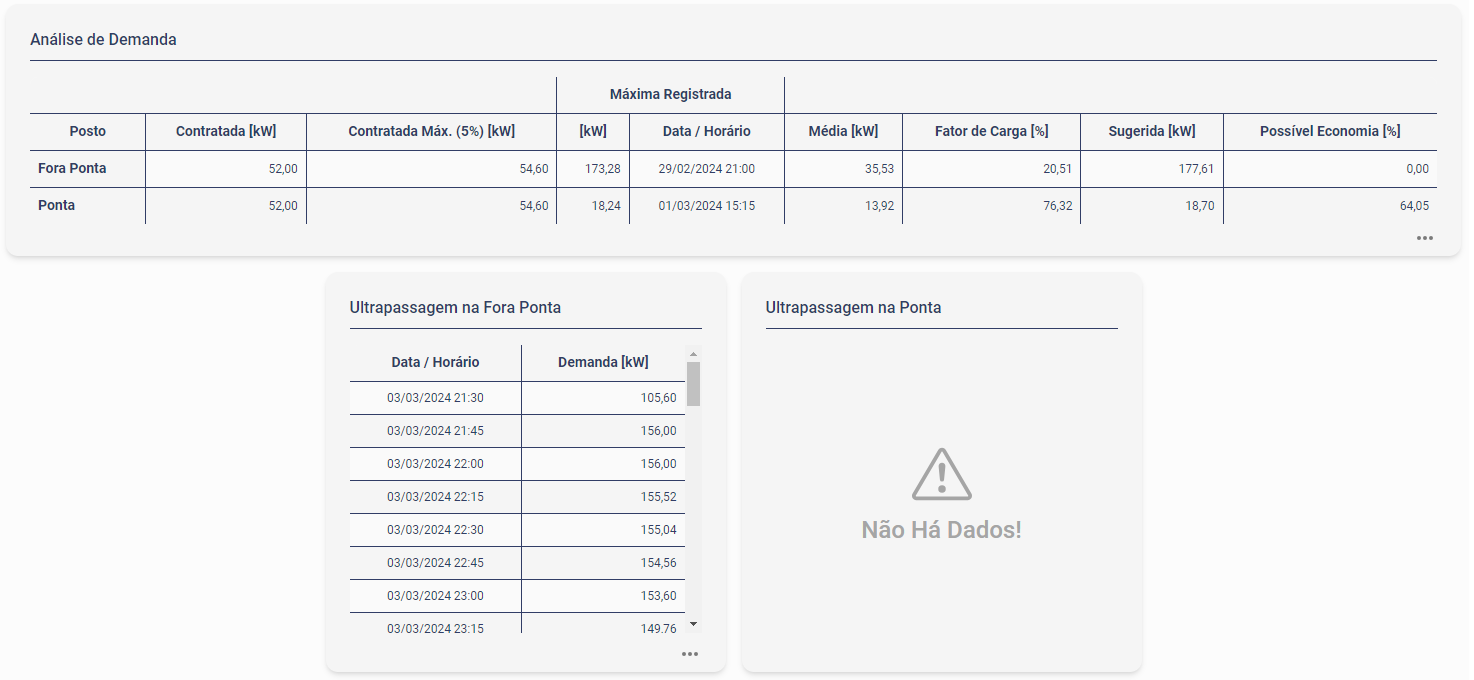 Análise de Demanda
Máxima Registrada
Posto Contratada [kW] Contratada Máx. (5%) [kW] [kW] Data / Horário Média [kW] Fator de Carga [%] Sugerida [kW] Possível Economia [%]
Fora Ponta 52,00 54,60 173,28 29/02/2024 21:00 35,53 20,51 177,61 0,00
Ponta 52,00 54,60 18,24 01/03/2024 15:15 13,92 76,32 18,70 64,05
Ultrapassagem na Fora Ponta
Data / Horário Demanda [kW]
03/03/2024 21:30 105,60
03/03/2024 21:45 156,00
03/03/2024 22:00 156,00
03/03/2024 22:15 155,52
03/03/2024 22:30 155,04
03/03/2024 22:45 154,56
03/03/2024 23:00 153,60
03/03/2024 23:15 149,76
Ultrapassagem na Ponta
Não Há Dados!